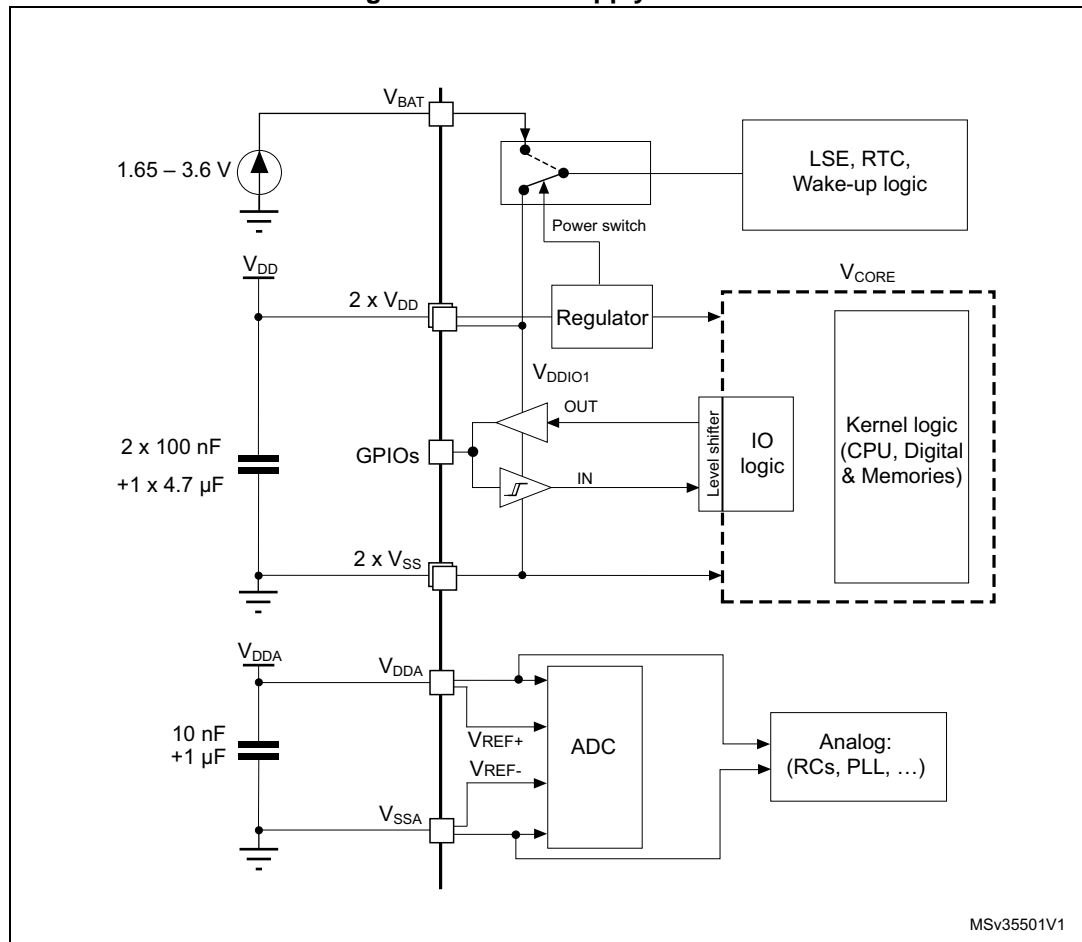 VBAT
1.65 – 3.6 V
LSE, RTC,
Wake-up logic
Power switch
VDD
2 x VDD
Regulator
VCORE
VDDIO1
OUT
2 x 100 nF
+1 x 4.7 µF
GPIOs
IN
Level shifter
IO
logic
Kernel logic
(CPU, Digital
& Memories)
2 x VSS
VDDA
VDDA
10 nF
+1 µF
VREF+
VREF-
ADC
Analog:
(RCs, PLL, …)
VSSA
MSv35501V1